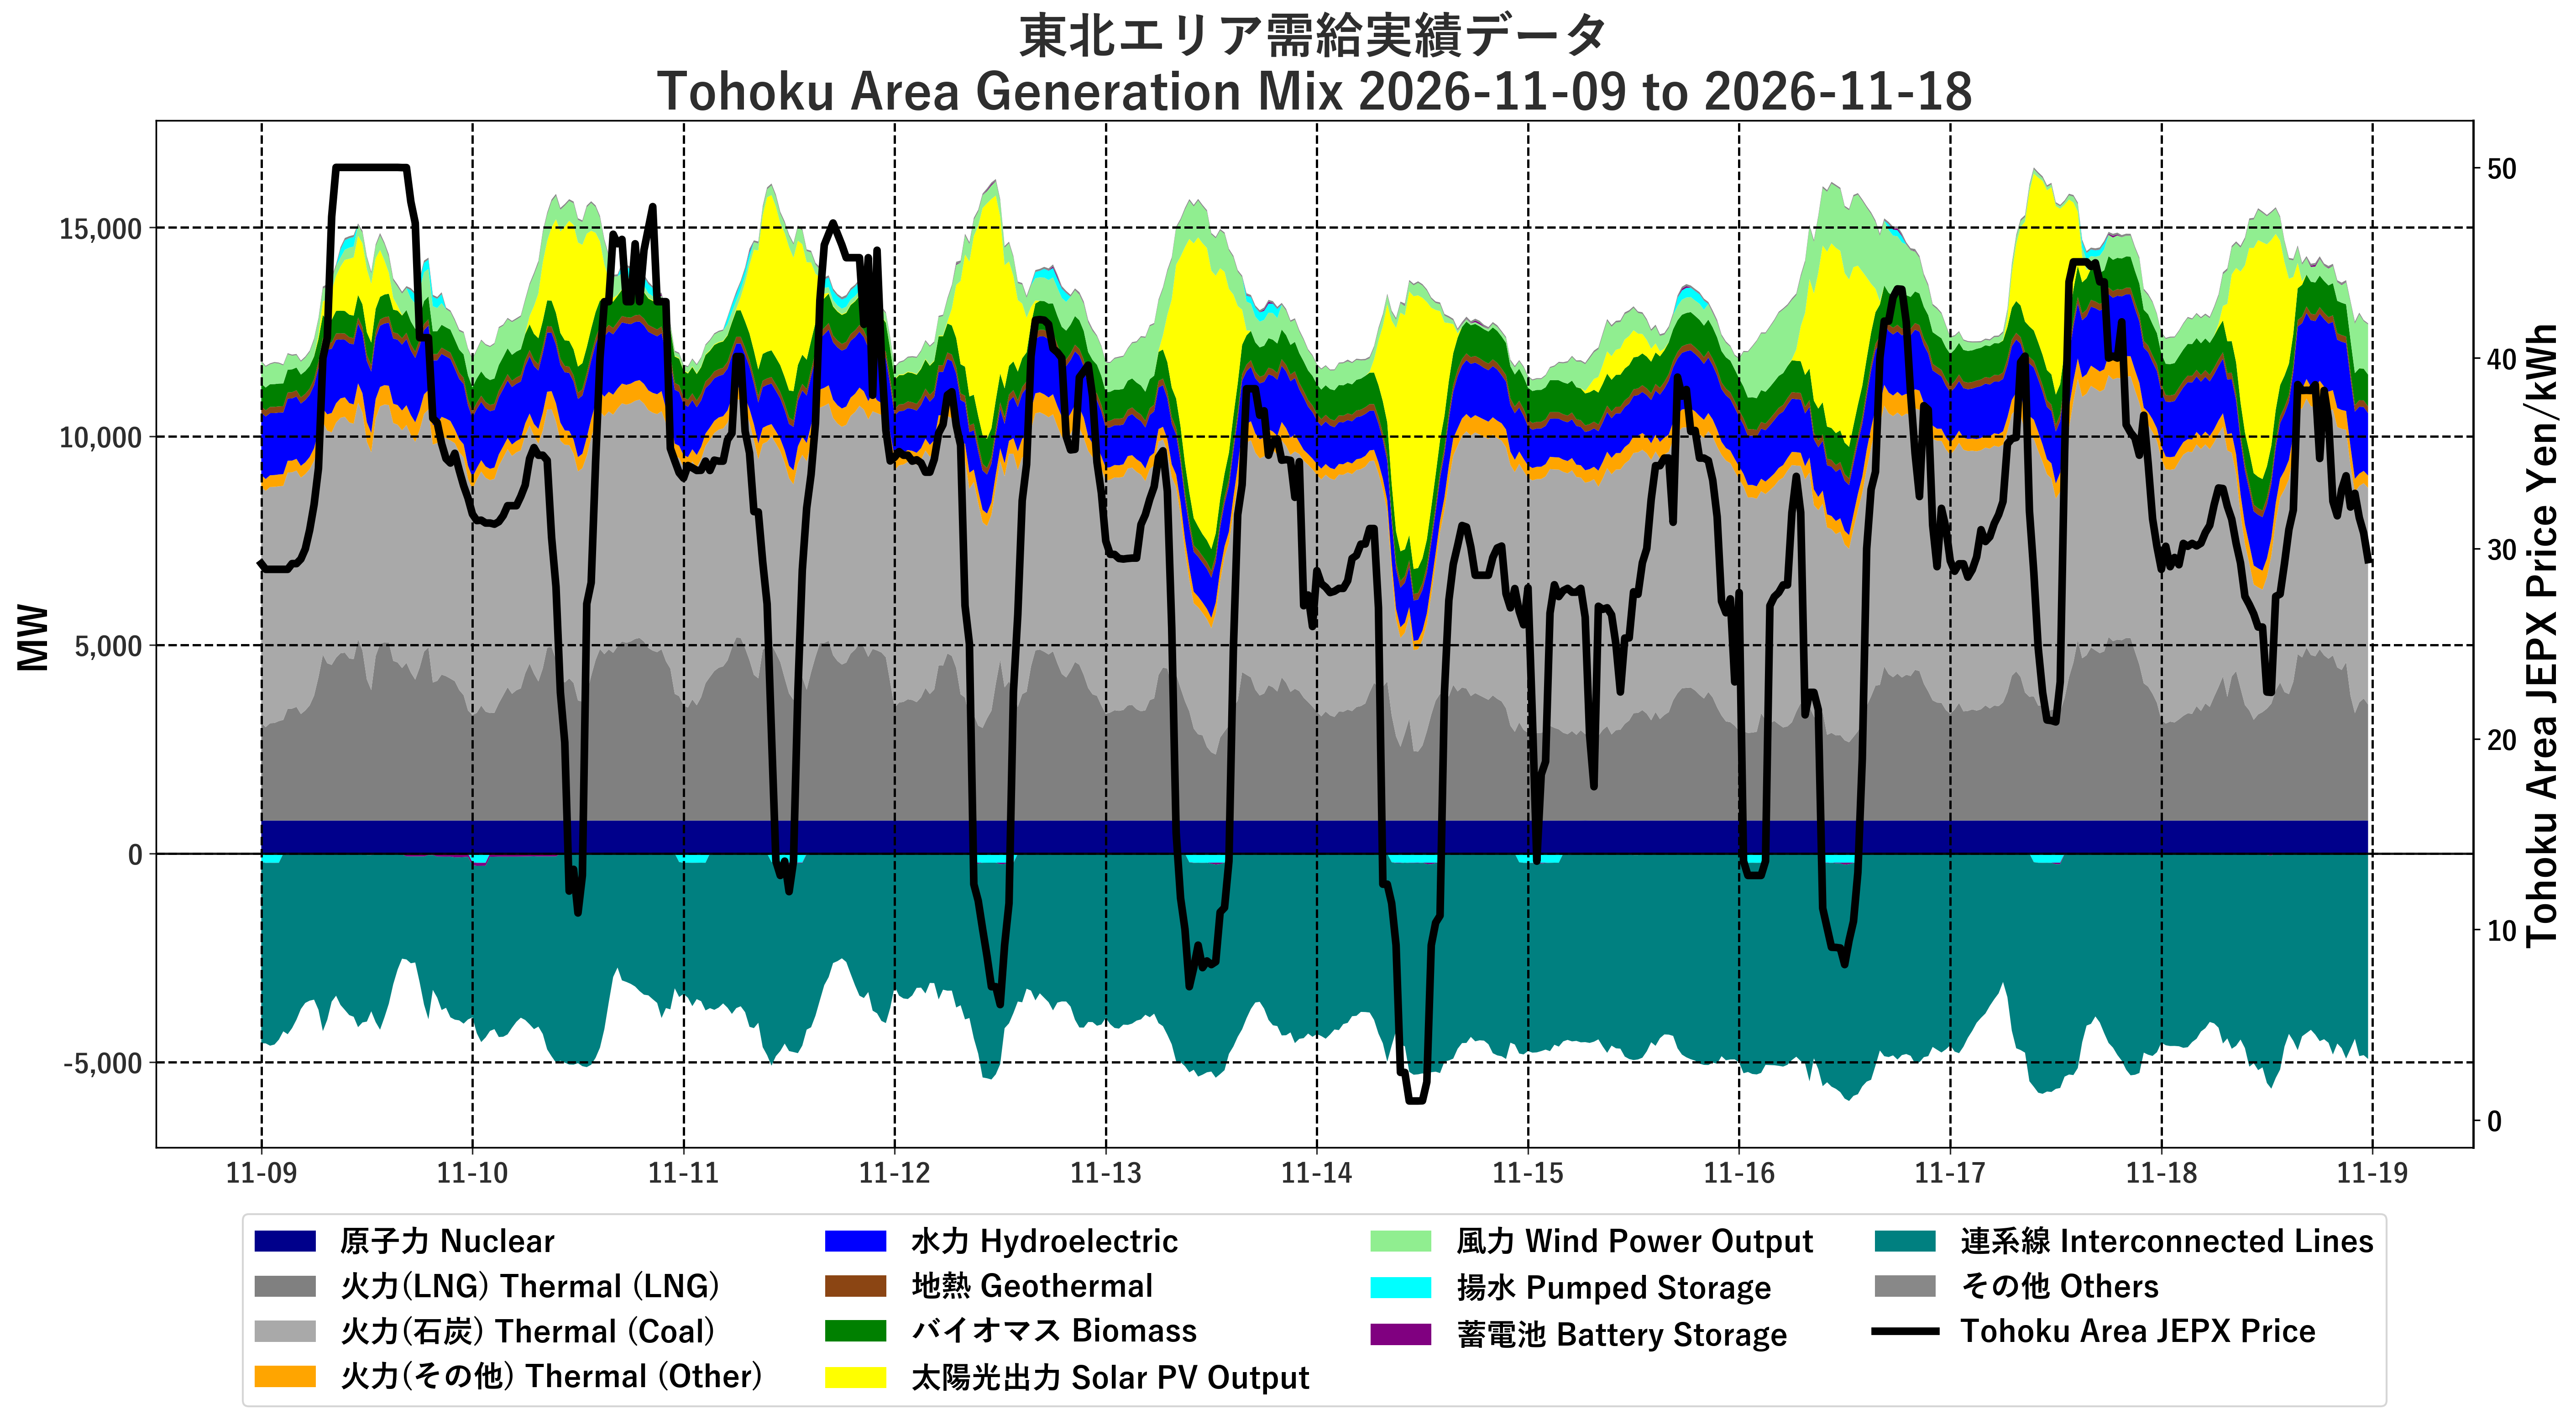 東北エリア需給実績データ
Tohoku Area Generation Mix 2026-11-09 to 2026-11-18
MW
15,000
10,000
5,000
0
-5,000
50
40
30
20
10
0
Tohoku Area JEPX Price Yen/kWh
11-09 11-10 11-11 11-12 11-13 11-14 11-15 11-16 11-17 11-18 11-19
原子力 Nuclear
火力(LNG) Thermal (LNG)
火力(石炭) Thermal (Coal)
火力(その他) Thermal (Other)
水力 Hydroelectric
地熱 Geothermal
バイオマス Biomass
太陽光出力 Solar PV Output
風力 Wind Power Output
揚水 Pumped Storage
蓄電池 Battery Storage
連系線 Interconnected Lines
その他 Others
Tohoku Area JEPX Price